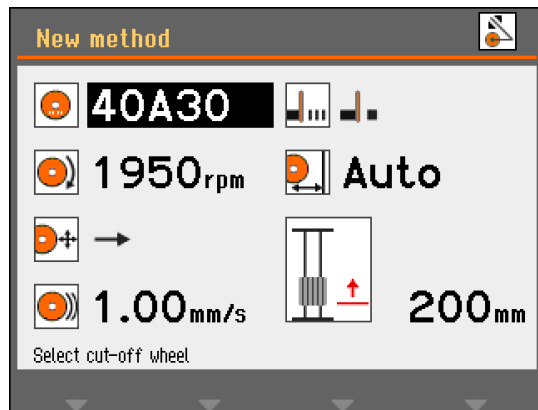 New method
40A30
1950rpm Auto
1.00mm/s 200mm
Select cut-off wheel